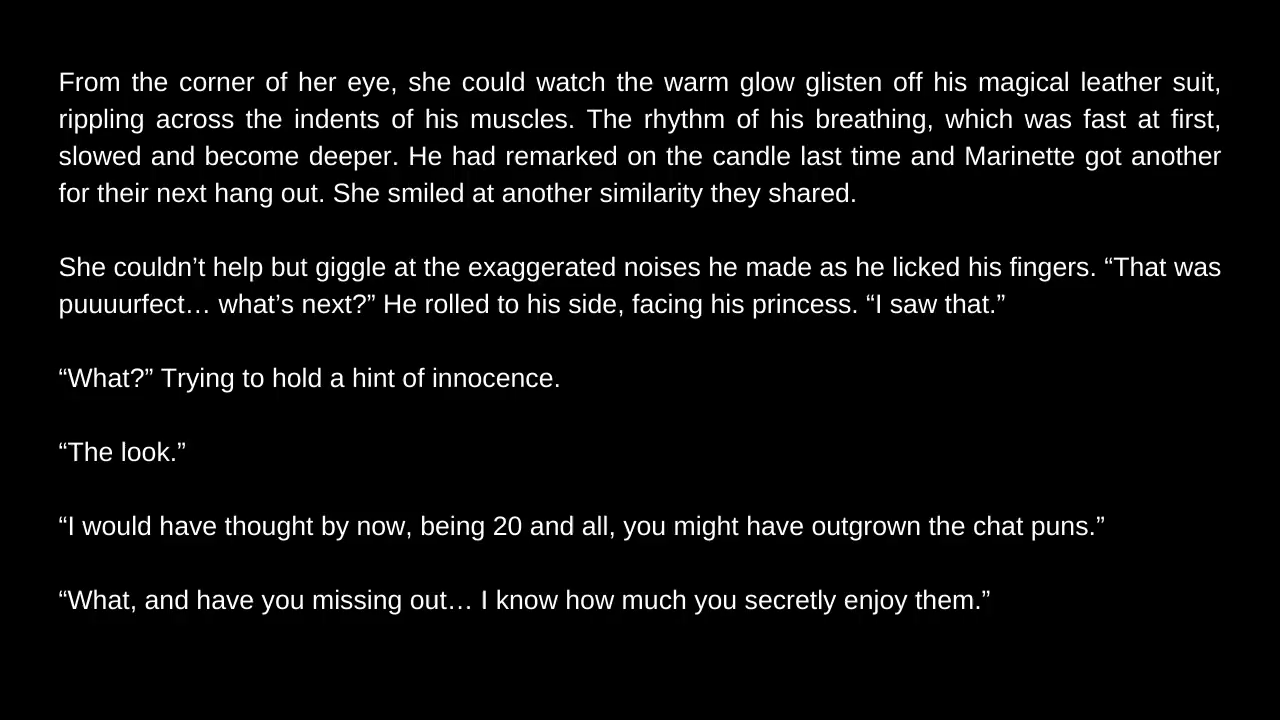 From the corner of her eye, she could watch the warm glow glisten off his magical leather suit,
rippling across the indents of his muscles. The rhythm of his breathing, which was fast at first,
slowed and become deeper. He had remarked on the candle last time and Marinette got another
for their next hang out. She smiled at another similarity they shared.
She couldn’t help but giggle at the exaggerated noises he made as he licked his fingers. “That was
puuuurfect… what’s next?” He rolled to his side, facing his princess. “I saw that.”
“What?” Trying to hold a hint of innocence.
“The look.”
“I would have thought by now, being 20 and all, you might have outgrown the chat puns.”
“What, and have you missing out… I know how much you secretly enjoy them.”